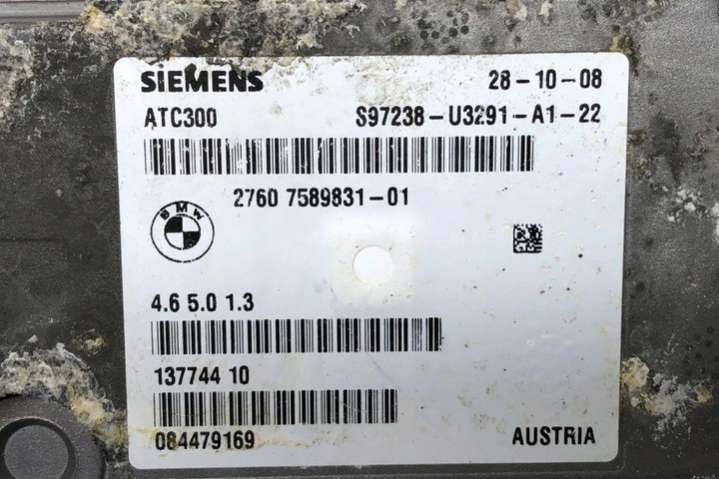 SIEMENS 28-10-08
ATC300 S97238-U3291-A1-22
2760 7589831-01
BMW
4.6 5.0 1.3
137744 10
084479169 AUSTRIA